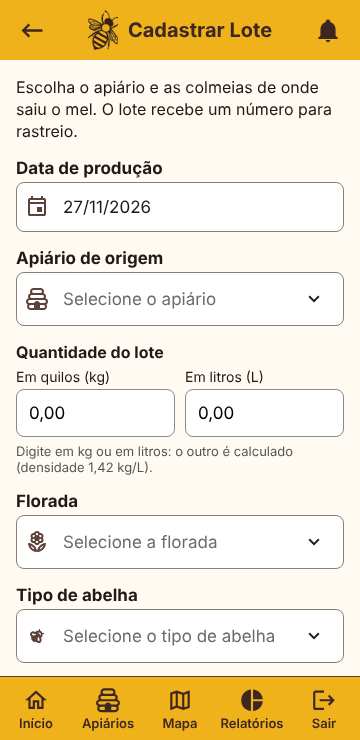 Cadastrar Lote
Escolha o apiário e as colmeias de onde
saiu o mel. O lote recebe um número para
rastreio.
Data de produção
27/11/2026
Apiário de origem
Selecione o apiário
Quantidade do lote
Em quilos (kg) Em litros (L)
0,00 0,00
Digite em kg ou em litros: o outro é calculado
(densidade 1,42 kg/L).
Florada
Selecione a florada
Tipo de abelha
Selecione o tipo de abelha
Início Apiários Mapa Relatórios Sair